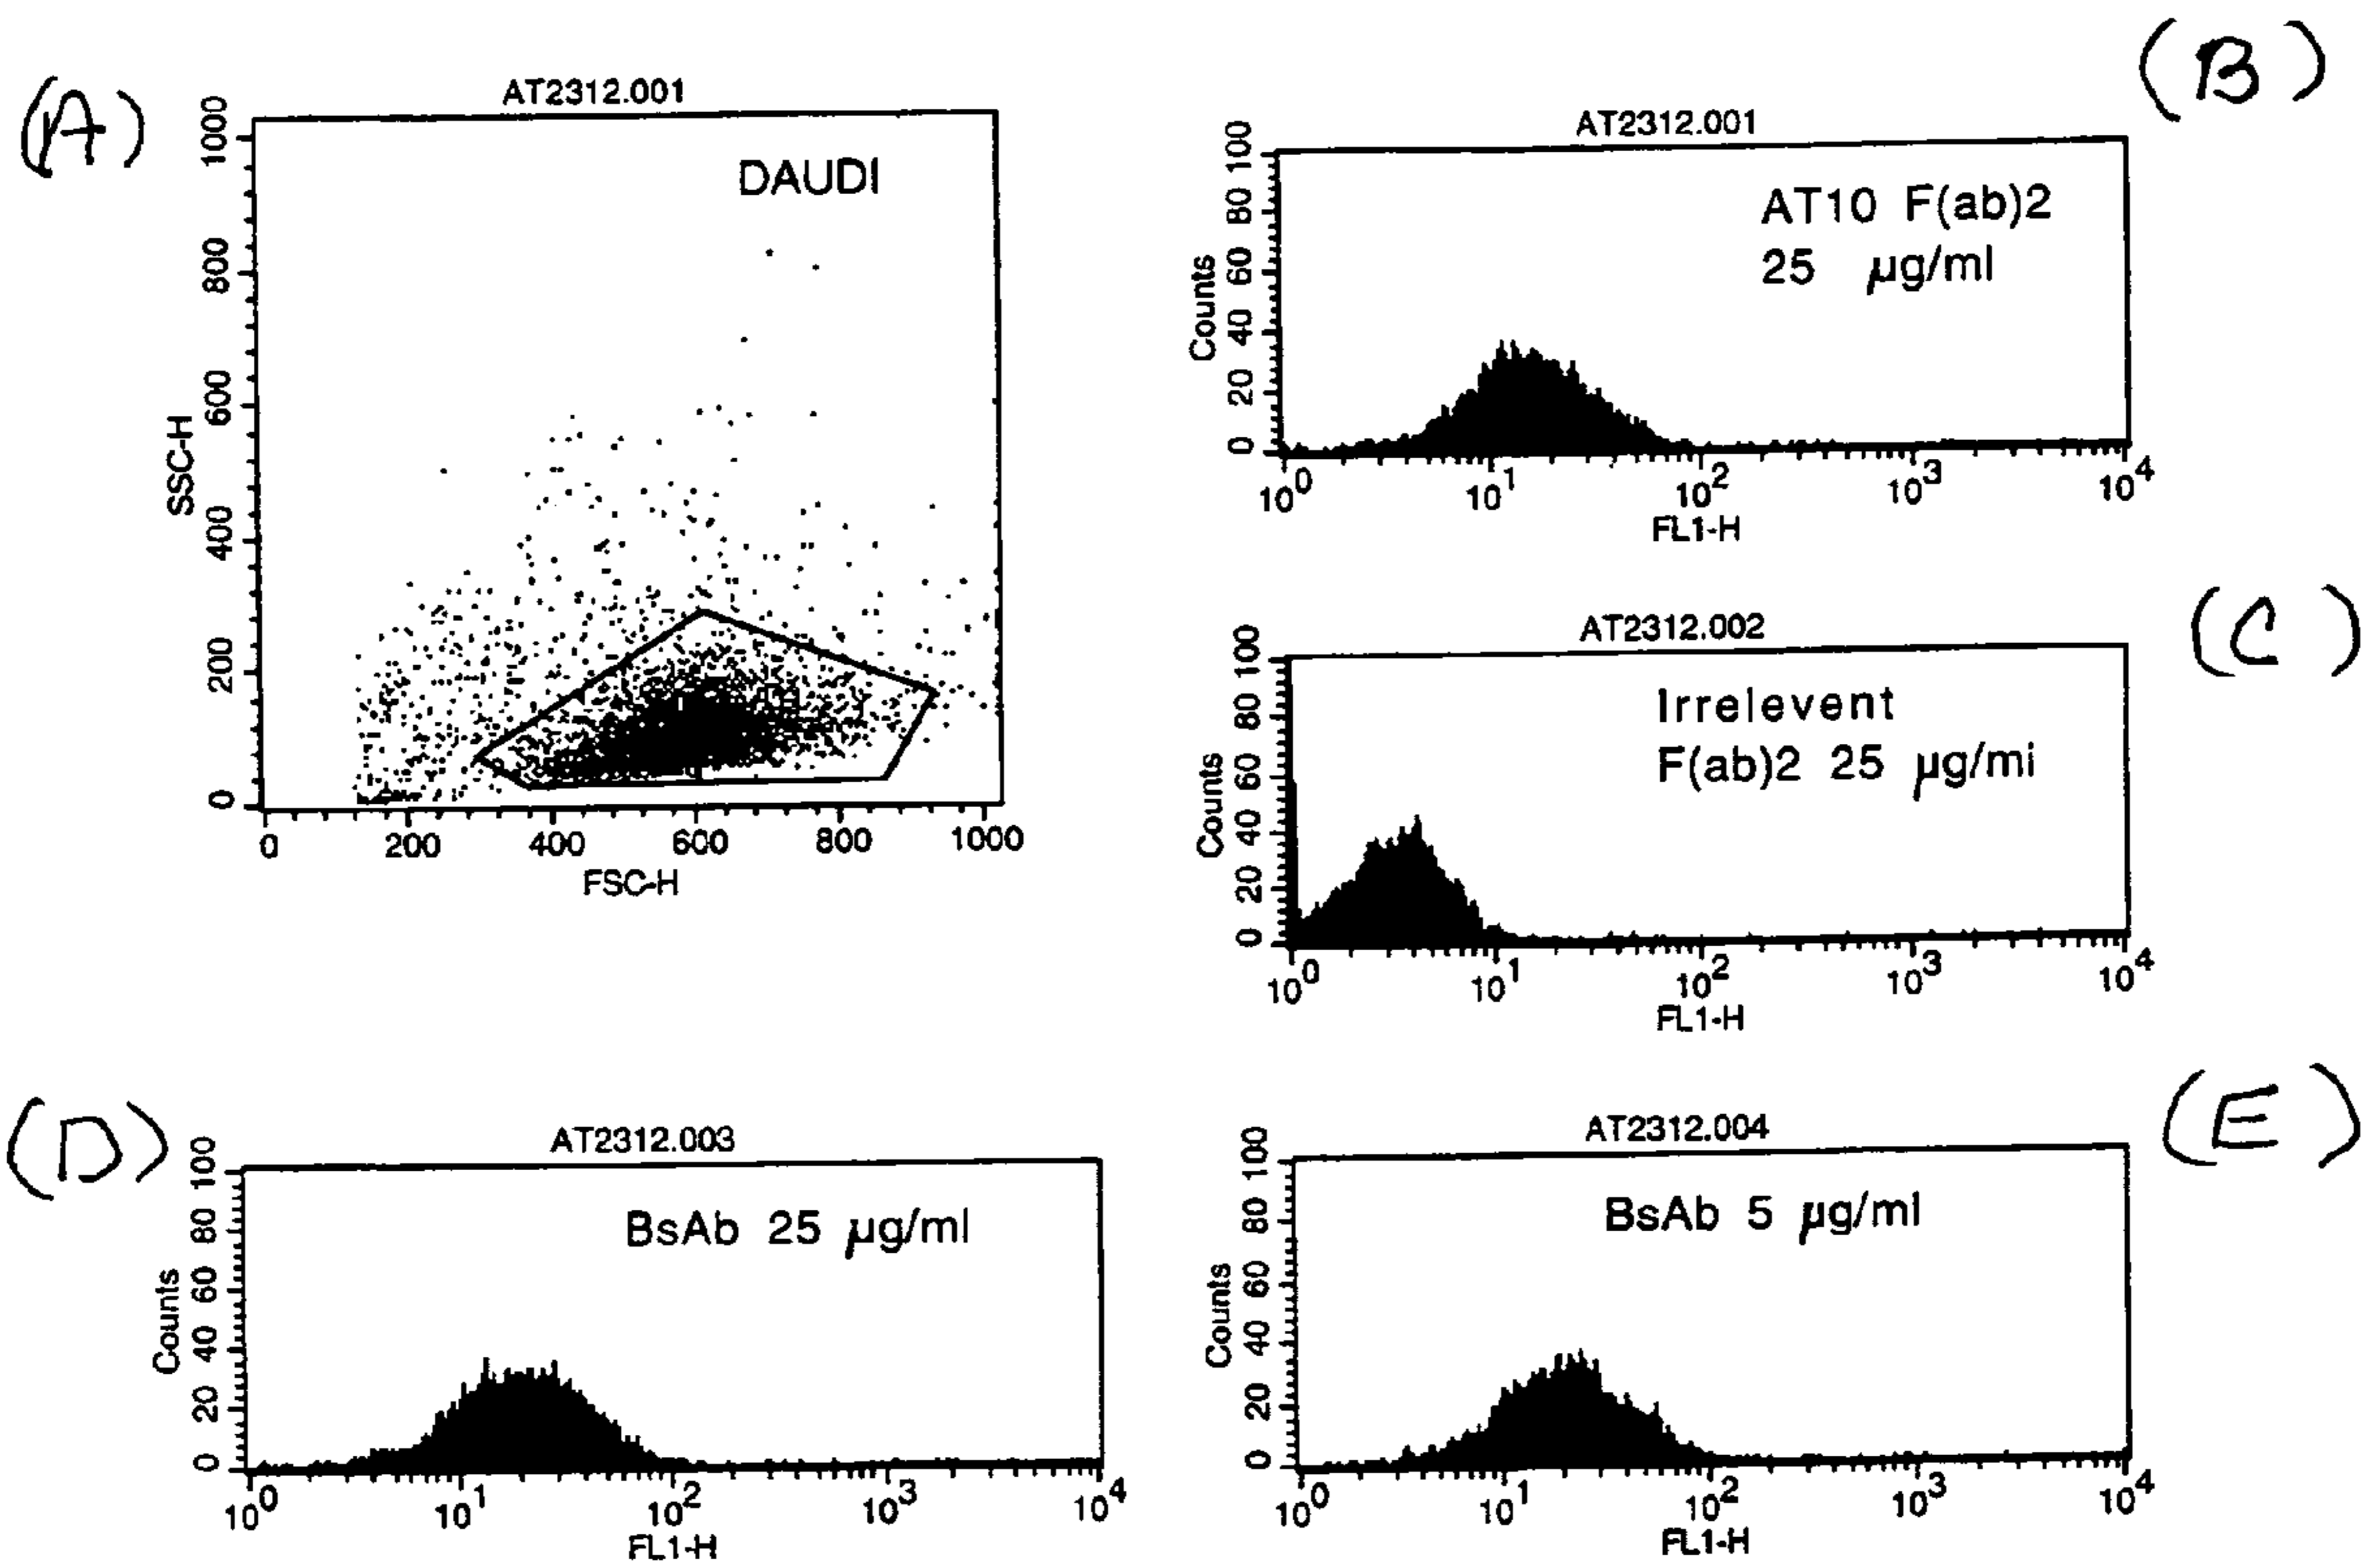 (A)
AT2312.001
DAUDI
1000
800
600
400
200
0
SSC-H
0 200 400 600 800 1000
FSC-H
(B)
AT2312.001
AT10 F(ab)2
25 µg/ml
100
80
60
40
20
0
Counts
10^0 10^1 10^2 10^3 10^4
FL1-H
(C)
AT2312.002
Irrelevent
F(ab)2 25 µg/ml
100
80
60
40
20
0
Counts
10^0 10^1 10^2 10^3 10^4
FL1-H
(D)
AT2312.003
BsAb 25 µg/ml
100
80
60
40
20
0
Counts
10^0 10^1 10^2 10^3 10^4
FL1-H
(E)
AT2312.004
BsAb 5 µg/ml
100
80
60
40
20
0
Counts
10^0 10^1 10^2 10^3 10^4
FL1-H